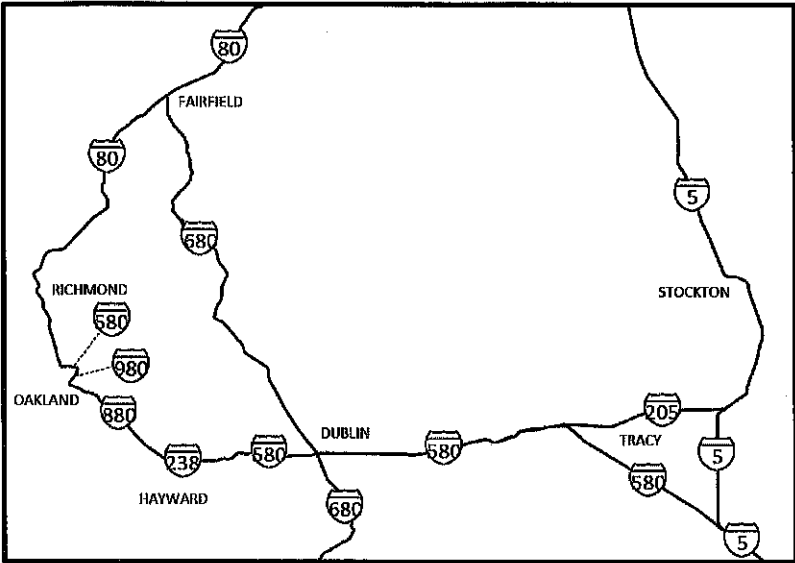 80
FAIRFIELD
80
5
680
RICHMOND
STOCKTON
580
980
OAKLAND
880
205
DUBLIN
TRACY
238
580
580
5
HAYWARD
580
680
5